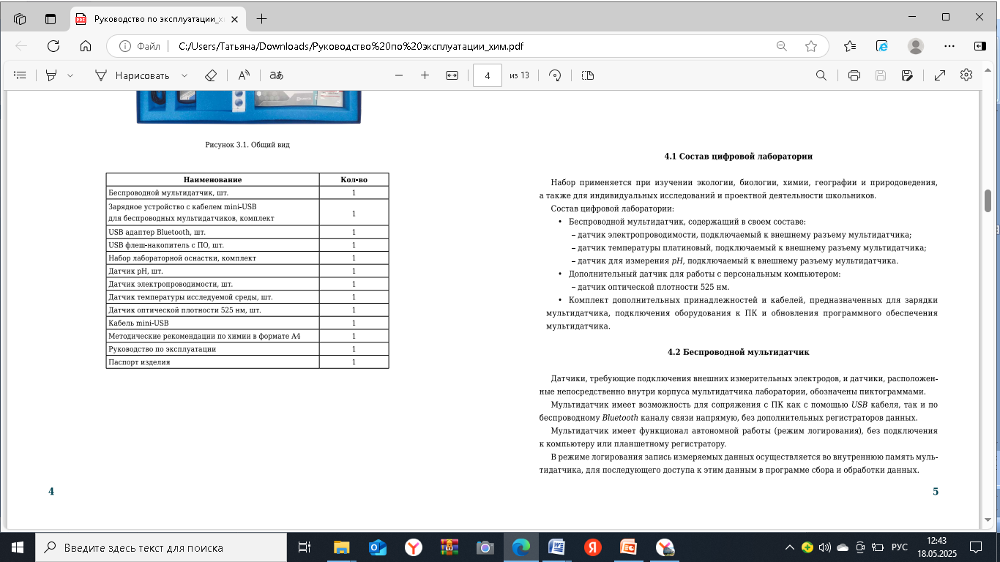 Руководство по эксплуатации_х
Файл
C:/Users/Татьяна/Downloads/Руководство%20по%20эксплуатации_хим.pdf
Нарисовать
4
из 13
Рисунок 3.1. Общий вид
Наименование Кол-во
Беспроводной мультидатчик, шт. 1
Зарядное устройство с кабелем mini-USB
для беспроводных мультидатчиков, комплект 1
USB адаптер Bluetooth, шт. 1
USB флеш-накопитель с ПО, шт. 1
Набор лабораторной оснастки, комплект 1
Датчик pH, шт. 1
Датчик электропроводимости, шт. 1
Датчик температуры исследуемой среды, шт. 1
Датчик оптической плотности 525 нм, шт. 1
Кабель mini-USB 1
Методические рекомендации по химии в формате А4 1
Руководство по эксплуатации 1
Паспорт изделия 1
4
4.1 Состав цифровой лаборатории
Набор применяется при изучении экологии, биологии, химии, географии и природоведения,
а также для индивидуальных исследований и проектной деятельности школьников.
Состав цифровой лаборатории:
• Беспроводной мультидатчик, содержащий в своем составе:
– датчик электропроводимости, подключаемый к внешнему разъему мультидатчика;
– датчик температуры платиновый, подключаемый к внешнему разъему мультидатчика;
– датчик для измерения pH, подключаемый к внешнему разъему мультидатчика.
• Дополнительный датчик для работы с персональным компьютером:
– датчик оптической плотности 525 нм.
• Комплект дополнительных принадлежностей и кабелей, предназначенных для зарядки
мультидатчика, подключения оборудования к ПК и обновления программного обеспечения
мультидатчика.
4.2 Беспроводной мультидатчик
Датчики, требующие подключения внешних измерительных электродов, и датчики, расположен-
ные непосредственно внутри корпуса мультидатчика лаборатории, обозначены пиктограммами.
Мультидатчик имеет возможность для сопряжения с ПК как с помощью USB кабеля, так и по
беспроводному Bluetooth каналу связи напрямую, без дополнительных регистраторов данных.
Мультидатчик имеет функционал автономной работы (режим логирования), без подключения
к компьютеру или планшетному регистратору.
В режиме логирования запись измеряемых данных осуществляется во внутреннюю память муль-
тидатчика, для последующего доступа к этим данным в программе сбора и обработки данных.
5
Введите здесь текст для поиска
РУС
12:43
18.05.2025